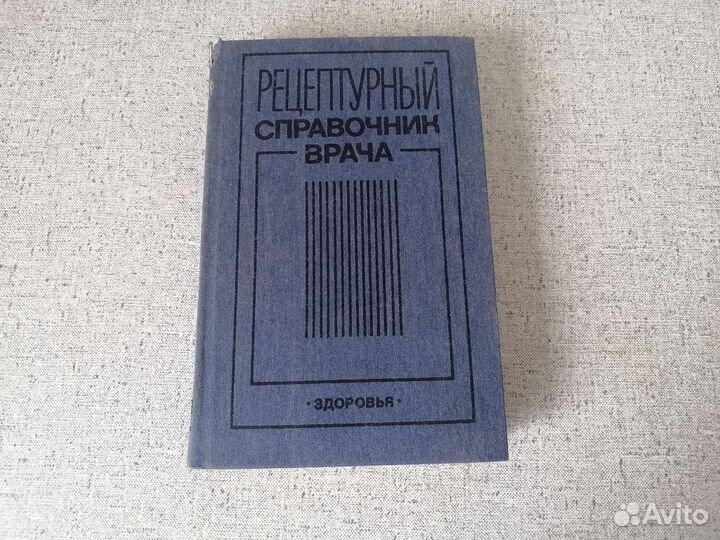 РЕЦЕПТУРНЫЙ
СПРАВОЧНИК
ВРАЧА
• ЗДОРОВЬЯ •
Avito